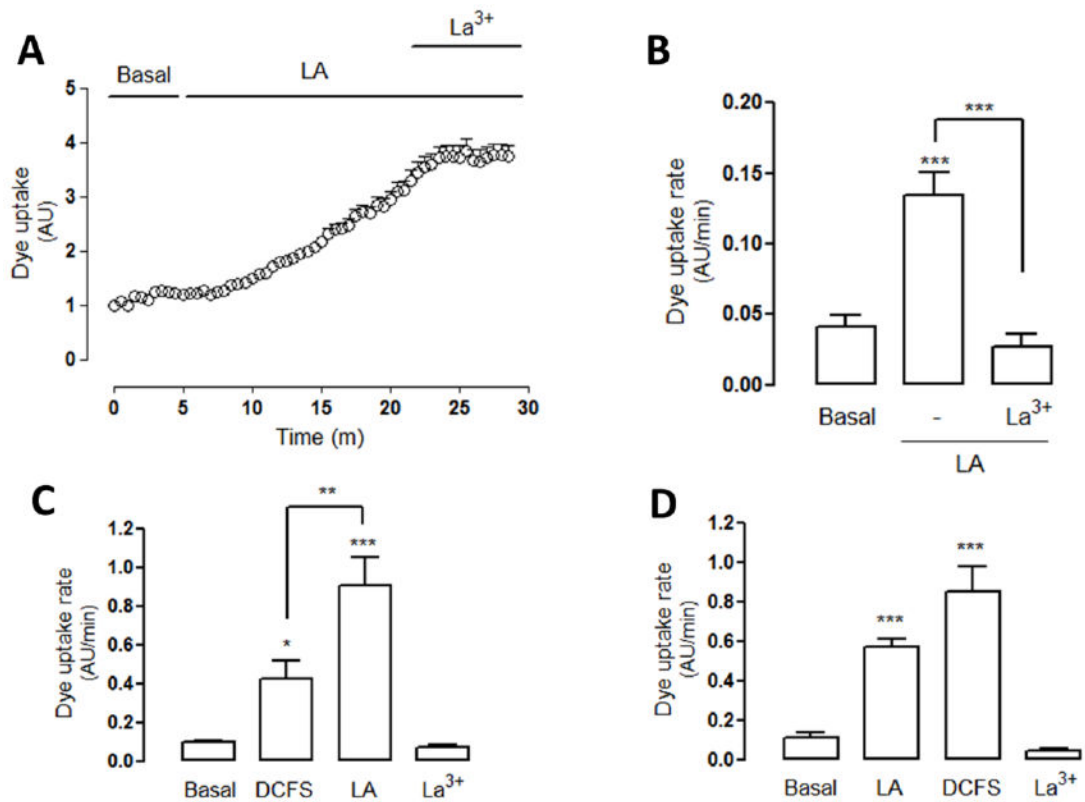 A
La3+
Basal
LA
Dye uptake
(AU)
5
4
3
2
1
0
0 5 10 15 20 25 30
Time (m)
B
Dye uptake rate
(AU/min)
0.20
0.15
0.10
0.05
0.00
***
***
Basal - La3+
LA
C
Dye uptake rate
(AU/min)
1.2
1.0
0.8
0.6
0.4
0.2
0.0
**
***
*
Basal DCFS LA La3+
D
Dye uptake rate
(AU/min)
1.2
1.0
0.8
0.6
0.4
0.2
0.0
***
***
Basal LA DCFS La3+